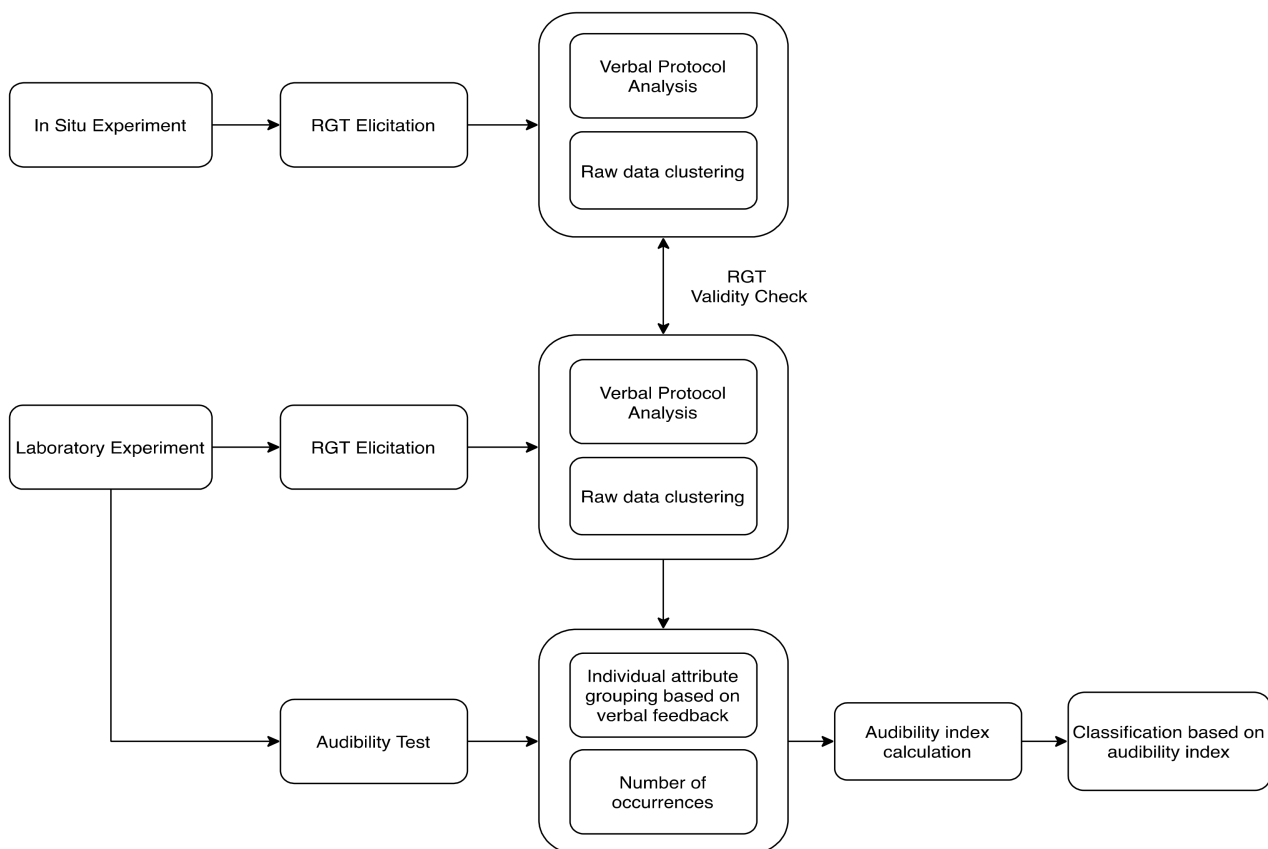 In Situ Experiment
RGT Elicitation
Verbal Protocol
Analysis
Raw data clustering
RGT
Validity Check
Laboratory Experiment
RGT Elicitation
Verbal Protocol
Analysis
Raw data clustering
Audibility Test
Individual attribute
grouping based on
verbal feedback
Number of
occurrences
Audibility index
calculation
Classification based on
audibility index